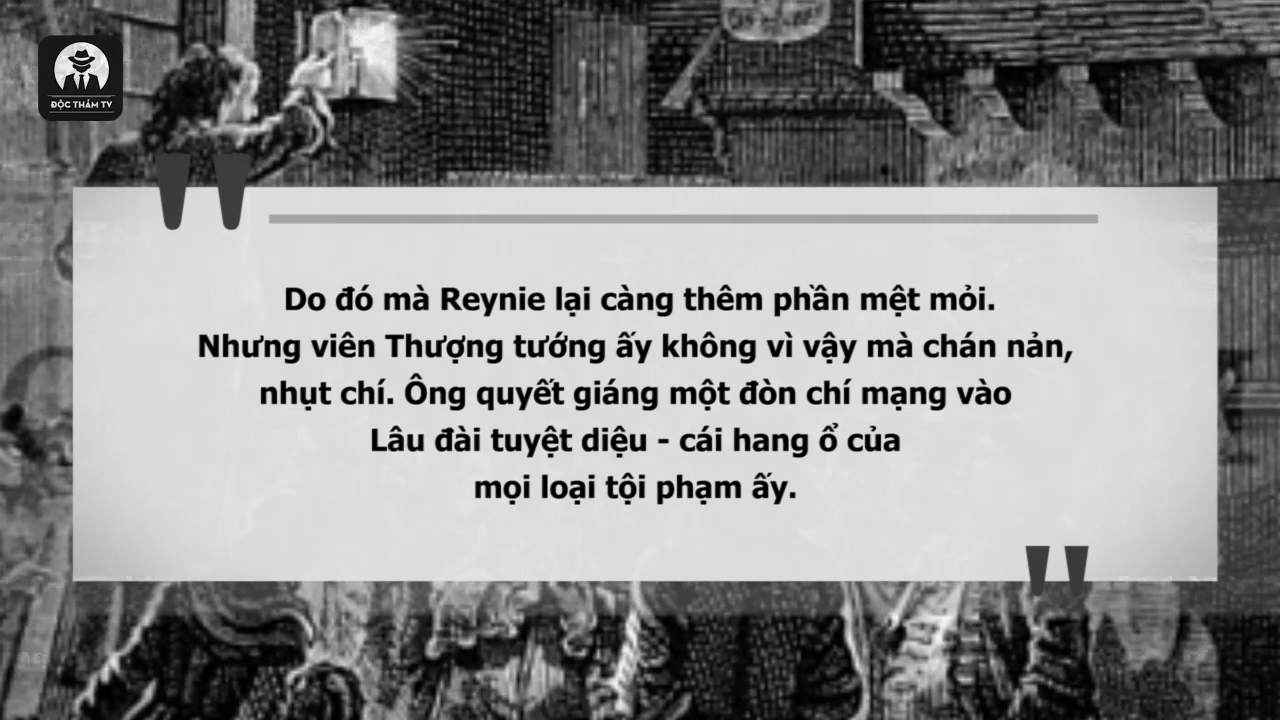 ĐỘC THÁM TV
Do đó mà Reynie lại càng thêm phần mệt mỏi.
Nhưng viên Thượng tướng ấy không vì vậy mà chán nản,
nhụt chí. Ông quyết giáng một đòn chí mạng vào
Lâu đài tuyệt diệu - cái hang ổ của
mọi loại tội phạm ấy.